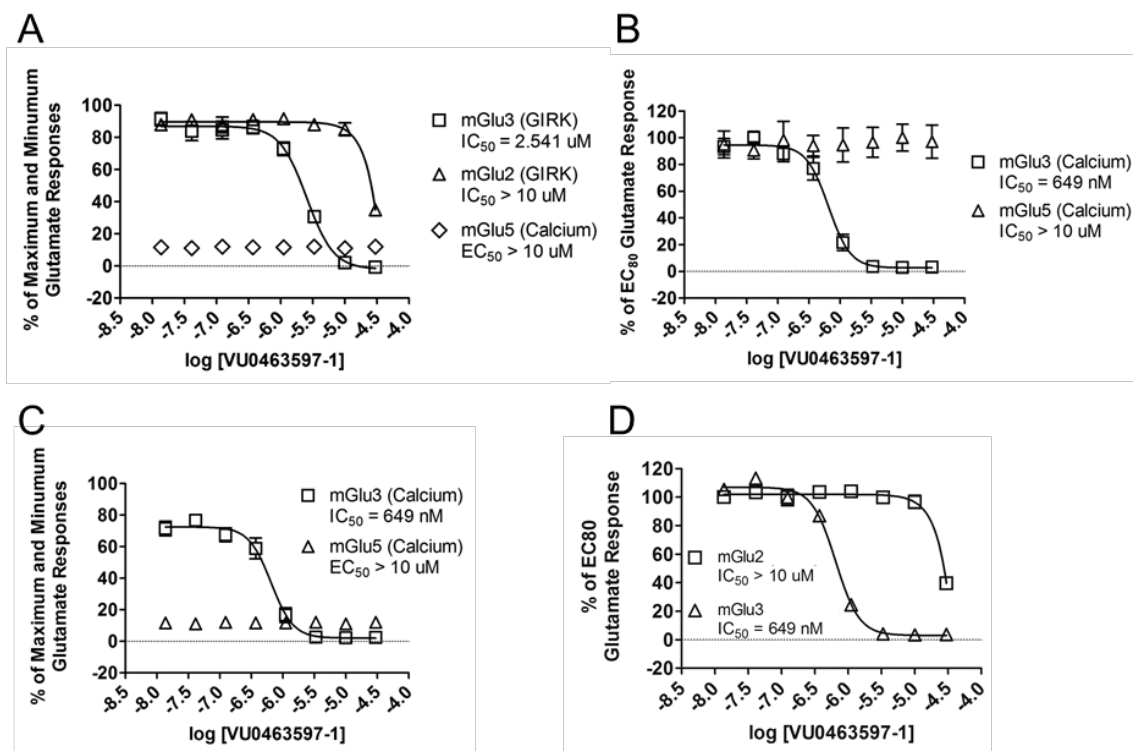 A
% of Maximum and Minumum
Glutamate Responses
100
80
60
40
20
0
-20
-8.5
-8.0
-7.5
-7.0
-6.5
-6.0
-5.5
-5.0
-4.5
-4.0
log [VU0463597-1]
mGlu3 (GIRK)
IC50 = 2.541 uM
mGlu2 (GIRK)
IC50 > 10 uM
mGlu5 (Calcium)
EC50 > 10 uM
B
% of EC80 Glutamate Response
120
100
80
60
40
20
0
-20
-8.5
-8.0
-7.5
-7.0
-6.5
-6.0
-5.5
-5.0
-4.5
-4.0
log [VU0463597-1]
mGlu3 (Calcium)
IC50 = 649 nM
mGlu5 (Calcium)
IC50 > 10 uM
C
% of Maximum and Minumum
Glutamate Responses
100
80
60
40
20
0
-20
-8.5
-8.0
-7.5
-7.0
-6.5
-6.0
-5.5
-5.0
-4.5
-4.0
log [VU0463597-1]
mGlu3 (Calcium)
IC50 = 649 nM
mGlu5 (Calcium)
EC50 > 10 uM
D
% of EC80
Glutamate Response
120
100
80
60
40
20
0
-20
-8.5
-8.0
-7.5
-7.0
-6.5
-6.0
-5.5
-5.0
-4.5
-4.0
log [VU0463597-1]
mGlu2
IC50 > 10 uM
mGlu3
IC50 = 649 nM